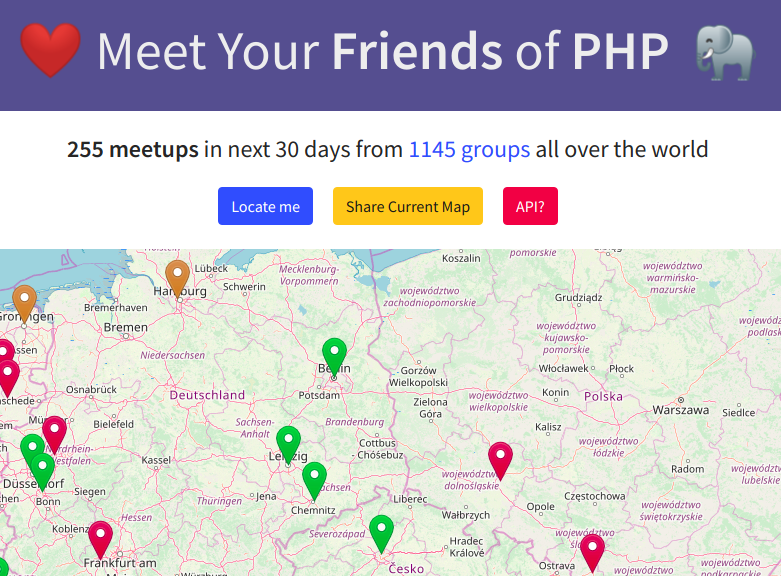 Meet Your Friends of PHP
255 meetups in next 30 days from 1145 groups all over the world
Locate me
Share Current Map
API?
Koszalin
pomorskie
Lübeck
Mecklenburg-
Vorpommern
województwo
warmińsko-
mazurskie
Hamburg
Schwerin
województwo
zachodniopomorskie
Grudziądz
Groningen
Bremerhaven
Bremen
województwo
kujawsko-
pomorskie
Assen
Niedersachsen
Berlin
Gorzów
Wielkopolski
Włocławek
Płock
Osnabrück
Deutschland
Potsdam
Konin
Polska
Zielona
Góra
województwo
wielkopolskie
Warszawa
Siedlce
Bielefeld
Sachsen-
Anhalt
Brandenburg
Kalisz
Cottbus
- Chóśebuz
województwo
łódzkie
Nordrhein-
Westfalen
Leipzig
Kassel
Düsseldorf
Sachsen
województwo
dolnośląskie
Radom
województwo
lubelskie
Siegen
Bonn
Thüringen
Jena
Chemnitz
Liberec
Częstochowa
Wałbrzych
Opole
województwo
świętokrzyskie
Hessen
Koblenz
Severozápad
Hradec
Králové
województwo
Frankfurt am
Česko
Ostrava
województwo
województwo
podkarpackie
Würzburg